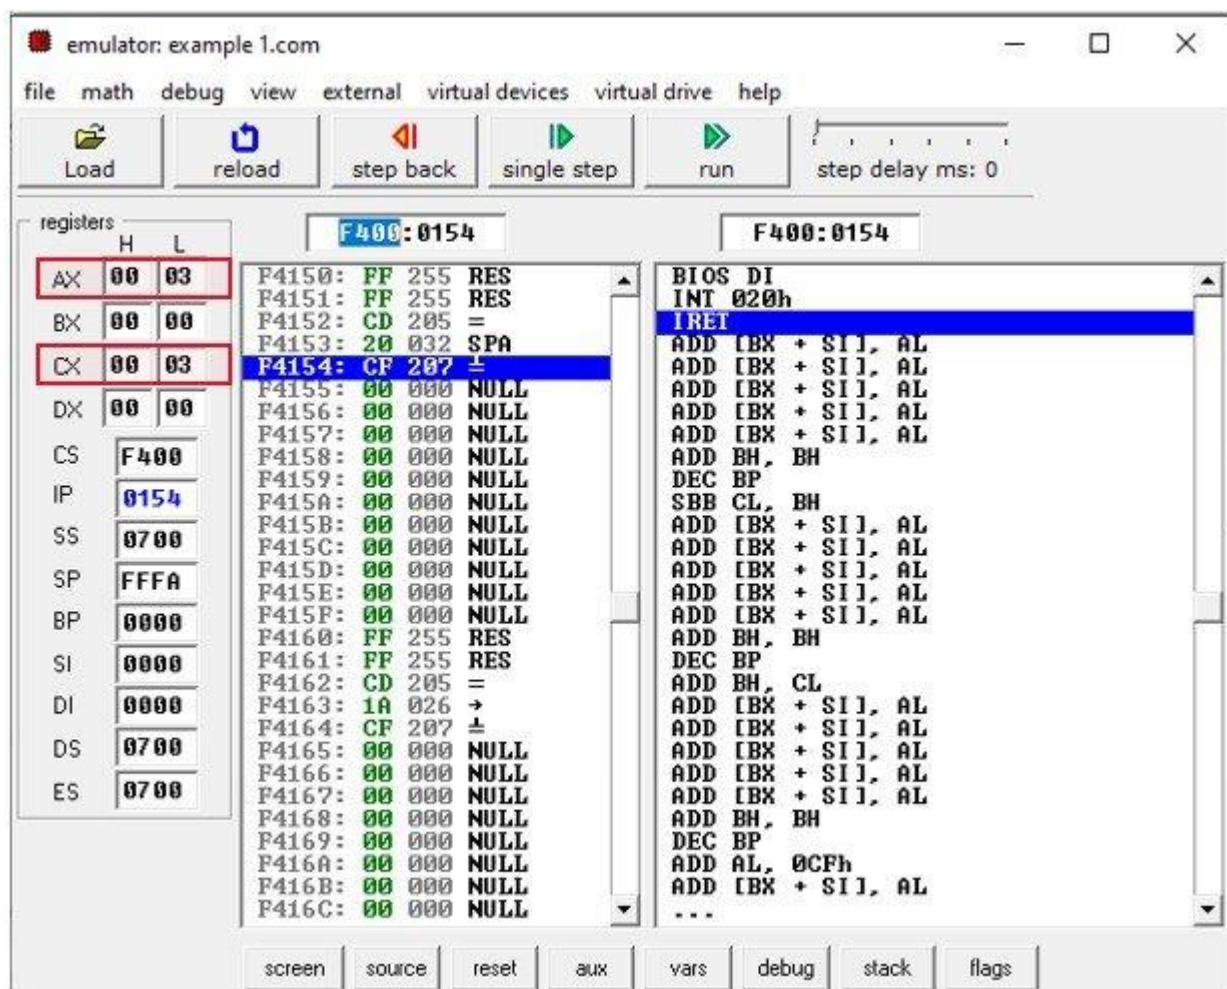 emulator: example 1.com
file math debug view external virtual devices virtual drive help
Load reload step back single step run step delay ms: 0
registers
H L
AX 00 03
BX 00 00
CX 00 03
DX 00 00
CS F400
IP 0154
SS 0700
SP FFFA
BP 0000
SI 0000
DI 0000
DS 0700
ES 0700
F400:0154
F4150: FF 255 RES
F4151: FF 255 RES
F4152: CD 205 =
F4153: 20 032 SPA
F4154: CF 207 ╧
F4155: 00 000 NULL
F4156: 00 000 NULL
F4157: 00 000 NULL
F4158: 00 000 NULL
F4159: 00 000 NULL
F415A: 00 000 NULL
F415B: 00 000 NULL
F415C: 00 000 NULL
F415D: 00 000 NULL
F415E: 00 000 NULL
F415F: 00 000 NULL
F4160: FF 255 RES
F4161: FF 255 RES
F4162: CD 205 =
F4163: 1A 026 →
F4164: CF 207 ╧
F4165: 00 000 NULL
F4166: 00 000 NULL
F4167: 00 000 NULL
F4168: 00 000 NULL
F4169: 00 000 NULL
F416A: 00 000 NULL
F416B: 00 000 NULL
F416C: 00 000 NULL
F400:0154
BIOS DI
INT 020h
IRET
ADD [BX + SI], AL
ADD [BX + SI], AL
ADD [BX + SI], AL
ADD [BX + SI], AL
ADD [BX + SI], AL
ADD BH, BH
DEC BP
SBB CL, BH
ADD [BX + SI], AL
ADD [BX + SI], AL
ADD [BX + SI], AL
ADD [BX + SI], AL
ADD [BX + SI], AL
ADD BH, BH
DEC BP
ADD BH, CL
ADD [BX + SI], AL
ADD [BX + SI], AL
ADD [BX + SI], AL
ADD [BX + SI], AL
ADD [BX + SI], AL
ADD BH, BH
DEC BP
ADD AL, 0CFh
ADD [BX + SI], AL
...
screen source reset aux vars debug stack flags